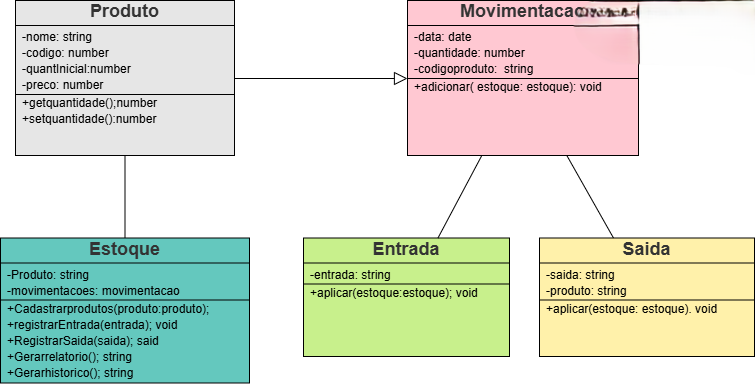 Produto
-nome: string
-codigo: number
-quantInicial:number
-preco: number
+getquantidade();number
+setquantidade():number
Movimentacao
-data: date
-quantidade: number
-codigoproduto: string
+adicionar( estoque: estoque): void
Estoque
-Produto: string
-movimentacoes: movimentacao
+Cadastrarprodutos(produto:produto);
+registrarEntrada(entrada); void
+RegistrarSaida(saida); said
+Gerarrelatorio(); string
+Gerarhistorico(); string
Entrada
-entrada: string
+aplicar(estoque:estoque); void
Saida
-saida: string
-produto: string
+aplicar(estoque: estoque). void